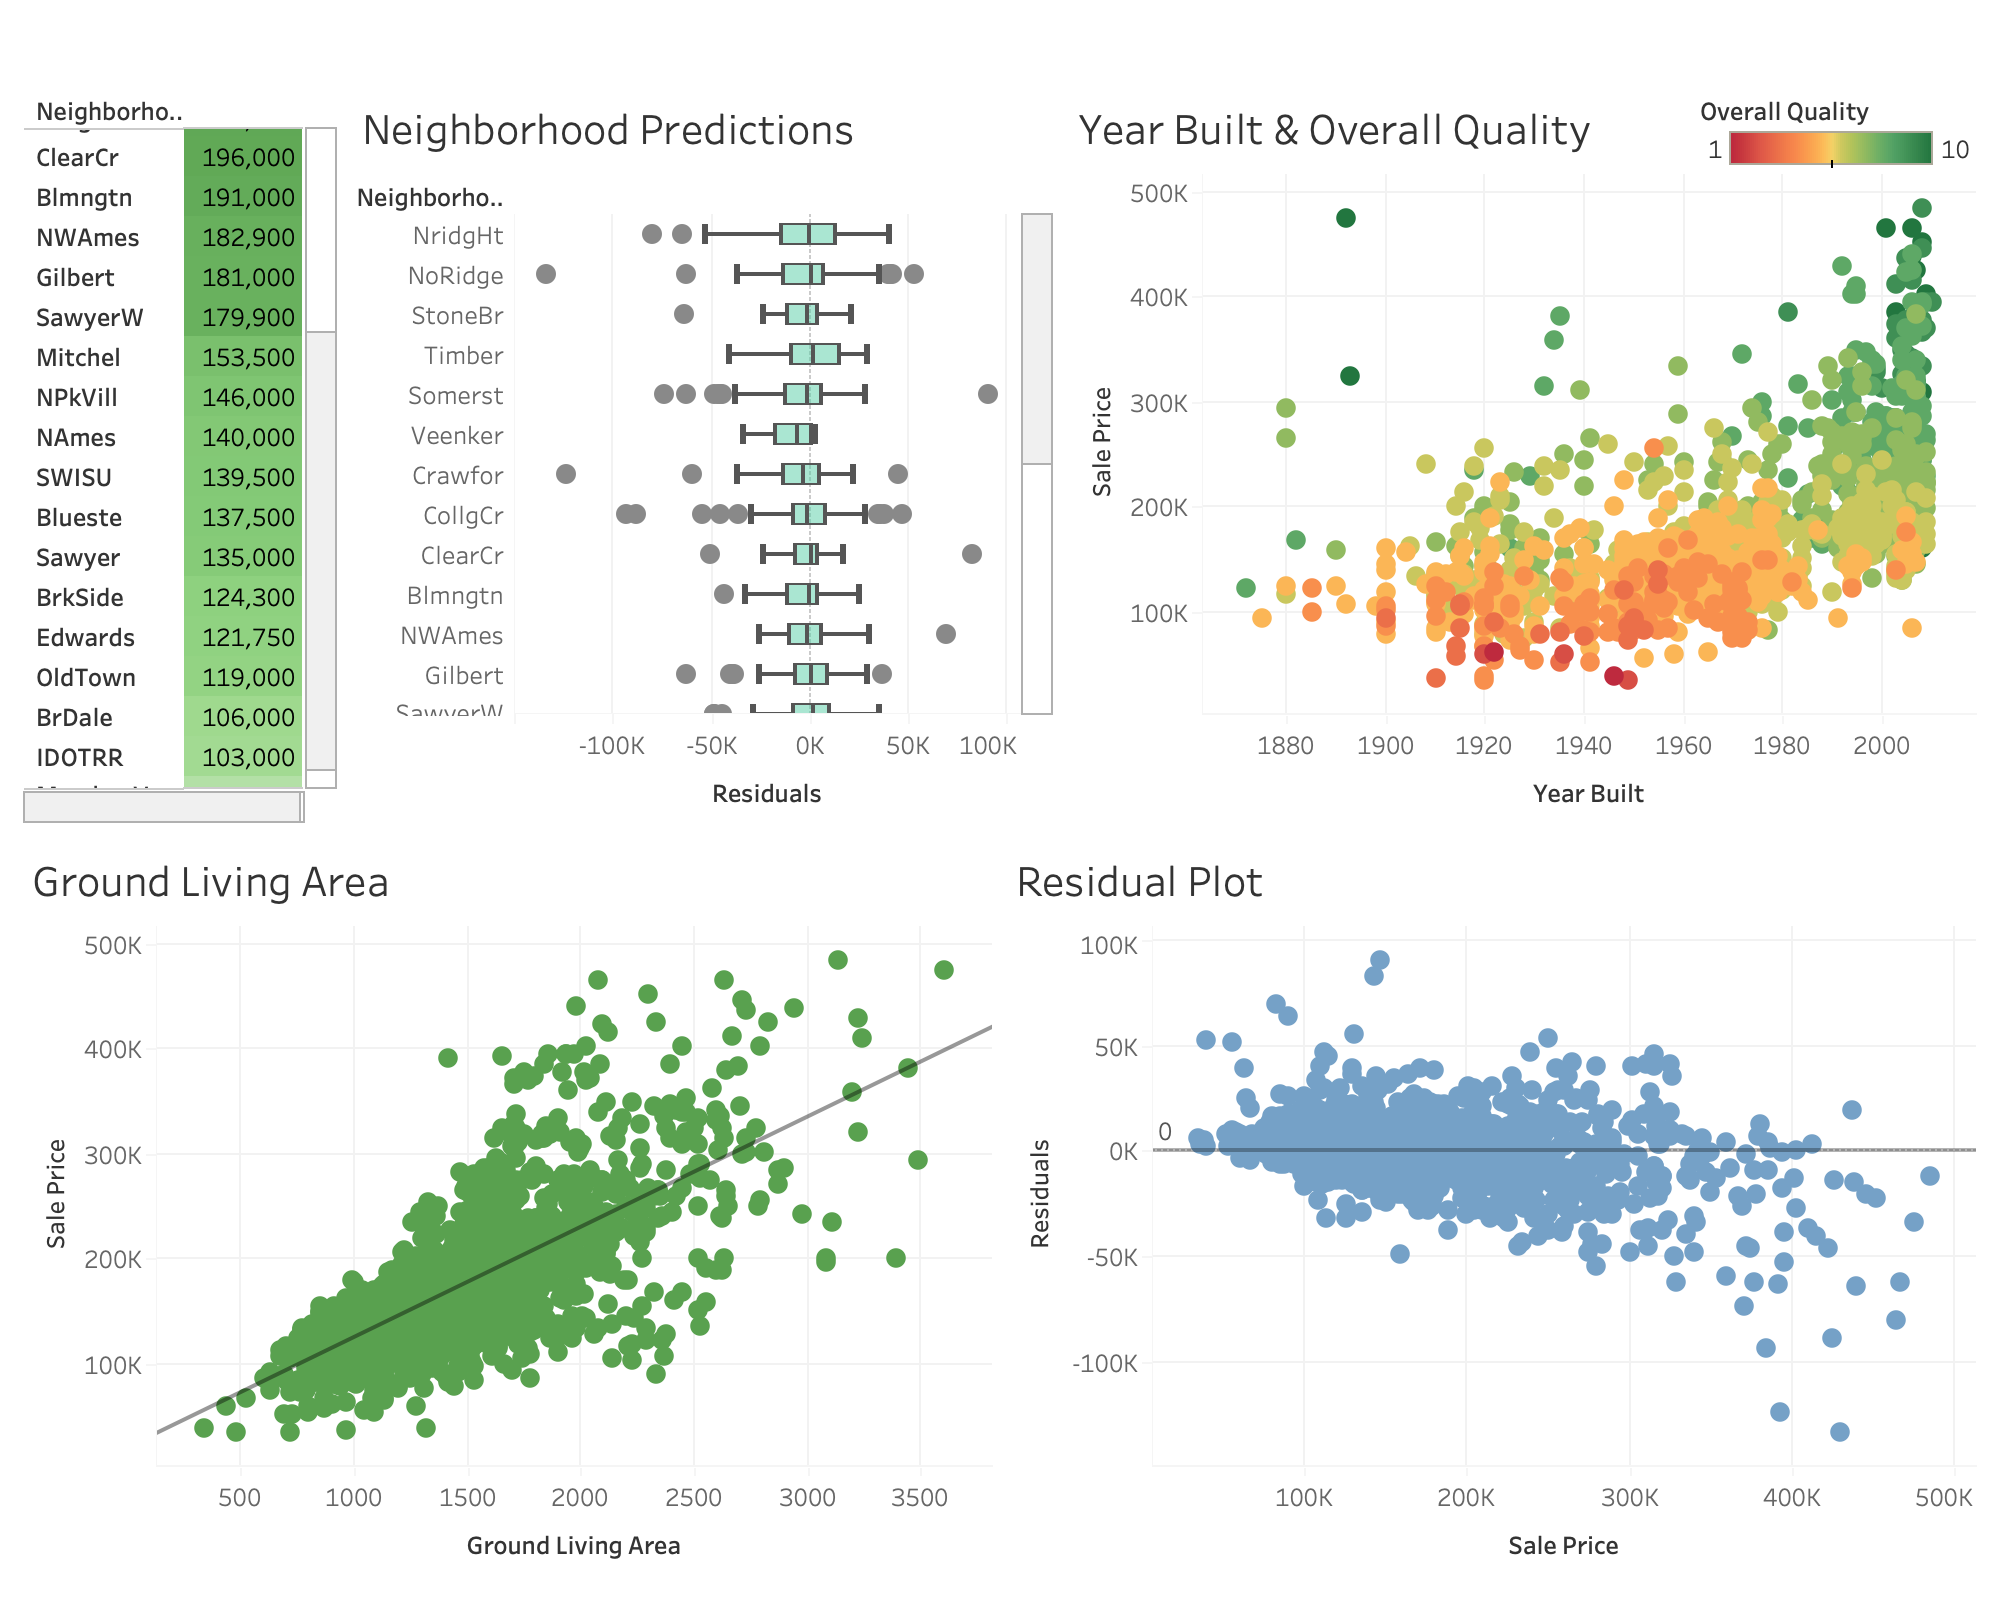 Neighborho..
ClearCr 196,000
Blmngtn 191,000
NWAmes 182,900
Gilbert 181,000
SawyerW 179,900
Mitchel 153,500
NPkVill 146,000
NAmes 140,000
SWISU 139,500
Blueste 137,500
Sawyer 135,000
BrkSide 124,300
Edwards 121,750
OldTown 119,000
BrDale 106,000
IDOTRR 103,000
Neighborhood Predictions
Neighborho..
NridgHt
NoRidge
StoneBr
Timber
Somerst
Veenker
Crawfor
CollgCr
ClearCr
Blmngtn
NWAmes
Gilbert
SawyerW
-100K -50K 0K 50K 100K
Residuals
Year Built & Overall Quality
Overall Quality
1 10
500K
400K
300K
200K
100K
Sale Price
1880 1900 1920 1940 1960 1980 2000
Year Built
Ground Living Area
500K
400K
300K
200K
100K
Sale Price
500 1000 1500 2000 2500 3000 3500
Ground Living Area
Residual Plot
100K
50K
0
0K
-50K
-100K
Residuals
100K 200K 300K 400K 500K
Sale Price